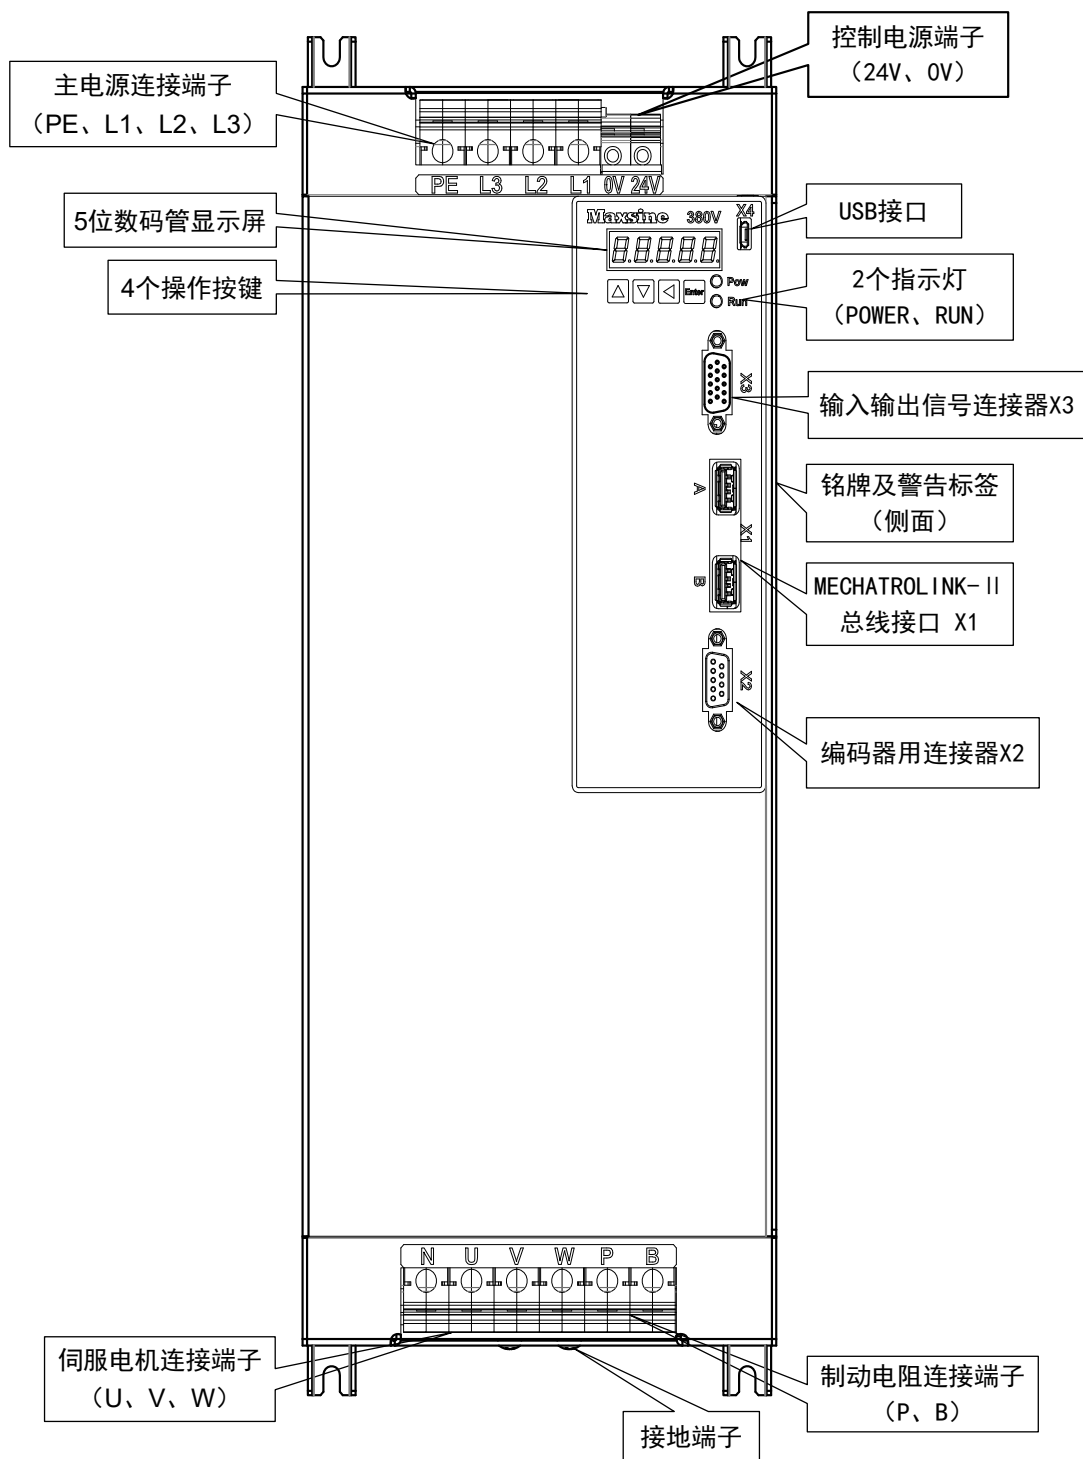 控制电源端子
（24V、0V）
主电源连接端子
（PE、L1、L2、L3）
PE L3 L2 L1 0V 24V
5位数码管显示屏
Maxsine 380V
X4
USB接口
8.8.8.8.8.
4个操作按键
Enter
Pow
Run
2个指示灯
（POWER、RUN）
X3
输入输出信号连接器X3
A
X1
B
铭牌及警告标签
（侧面）
MECHATROLINK-Ⅱ
总线接口 X1
X2
编码器用连接器X2
N U V W P B
伺服电机连接端子
（U、V、W）
接地端子
制动电阻连接端子
（P、B）